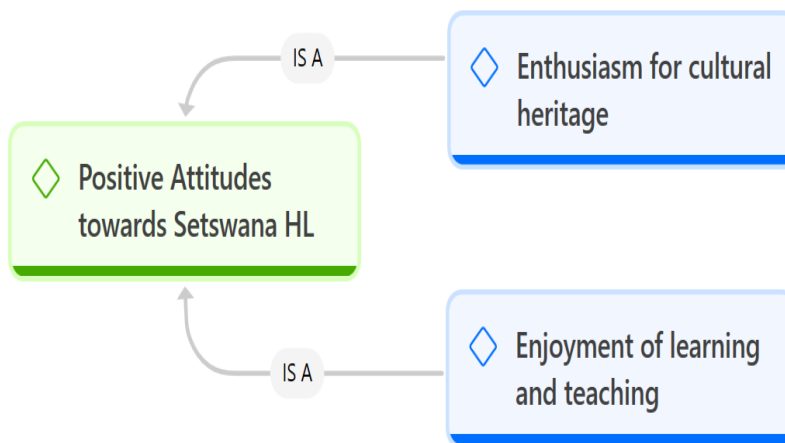 IS A
Enthusiasm for cultural
heritage
Positive Attitudes
towards Setswana HL
IS A
Enjoyment of learning
and teaching